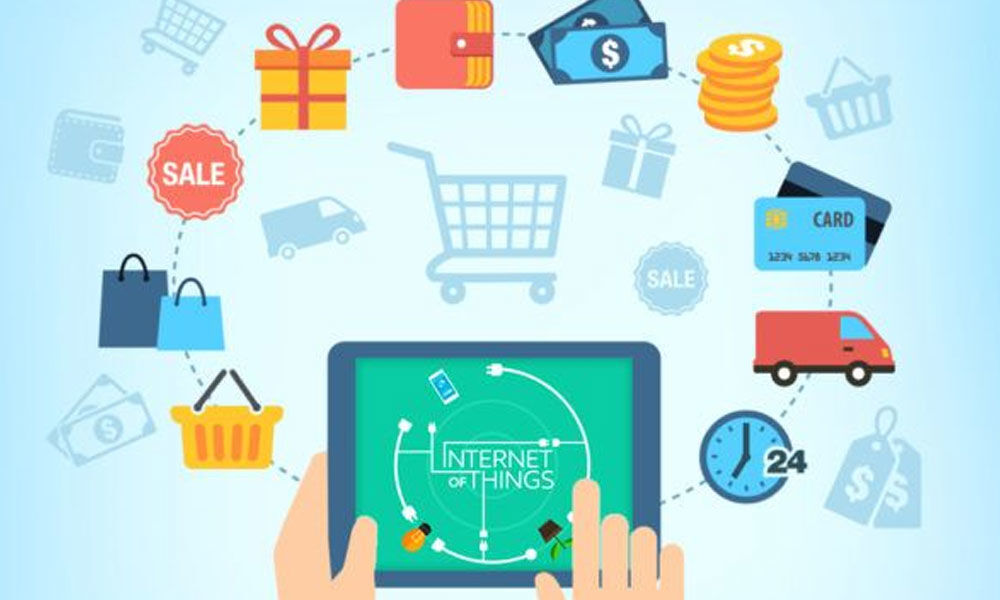 $
SALE
CARD
1234 5678 1234
SALE
$
24
INTERNET
OF THINGS
$
$
$